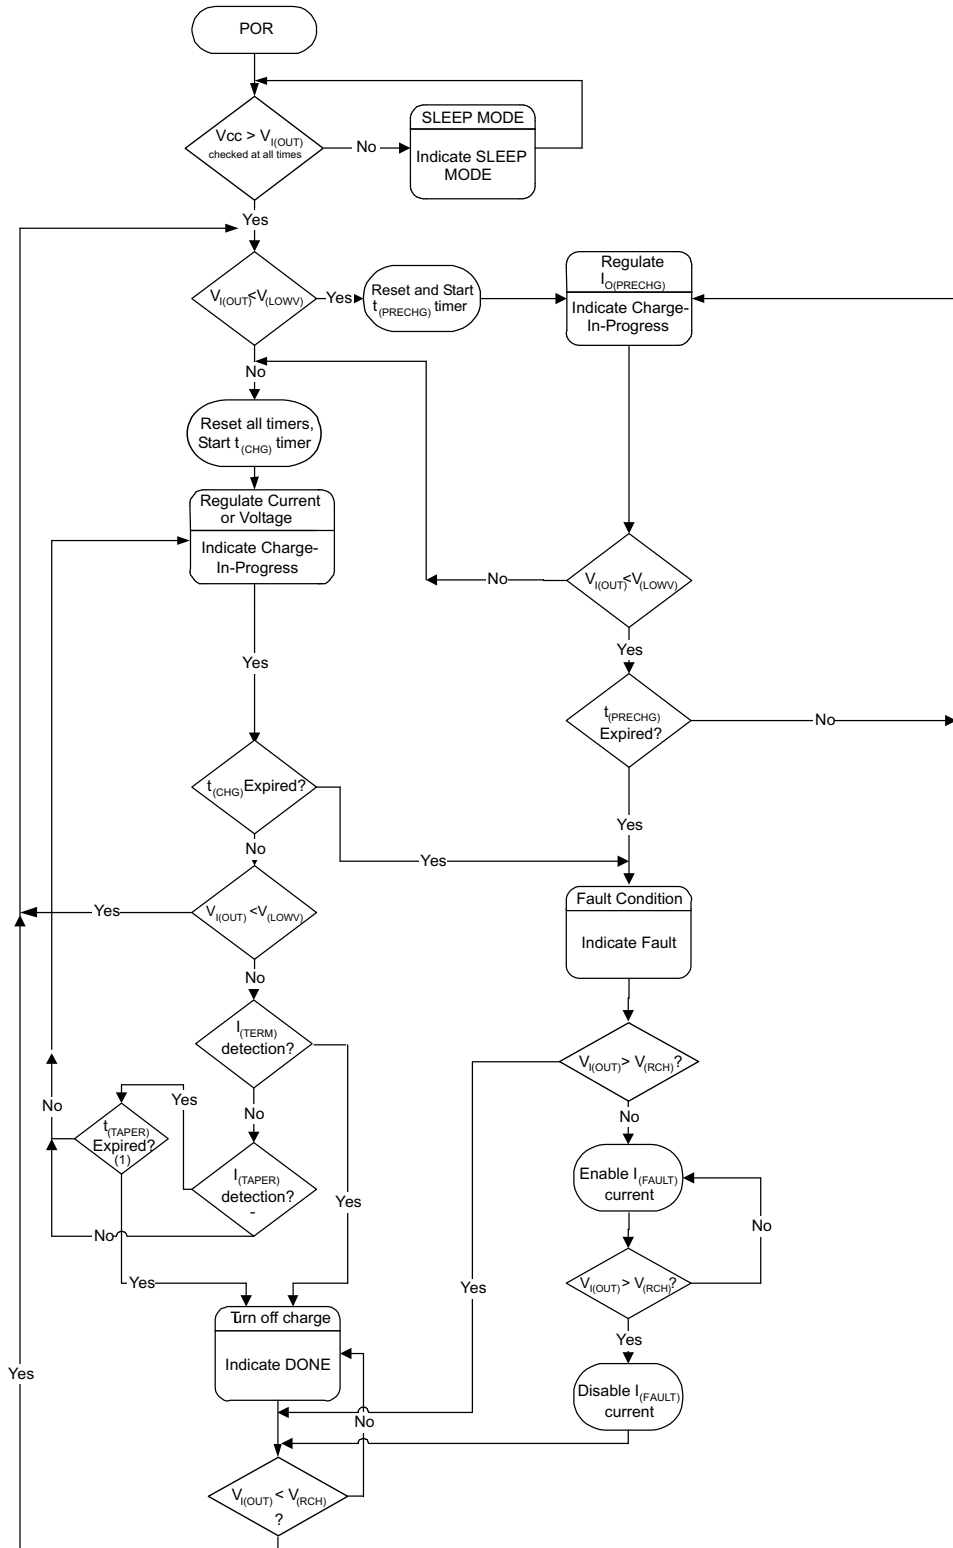 POR
Vcc > VI(OUT)
checked at all times
No
SLEEP MODE
Indicate SLEEP
MODE
Yes
VI(OUT)<V(LOWV)
Yes
Reset and Start
t(PRECHG) timer
Regulate
IO(PRECHG)
Indicate Charge-
In-Progress
No
Reset all timers,
Start t(CHG) timer
Regulate Current
or Voltage
Indicate Charge-
In-Progress
No
VI(OUT)<V(LOWV)
Yes
Yes
t(PRECHG)
Expired?
No
t(CHG)Expired?
Yes
No
Yes
Yes
VI(OUT) <V(LOWV)
Fault Condition
Indicate Fault
No
I(TERM)
detection?
VI(OUT)> V(RCH)?
Yes
No
No
No
t(TAPER)
Expired?
(1)
I(TAPER)
detection?
-
Enable I(FAULT)
current
Yes
No
No
Yes
Yes
VI(OUT)> V(RCH)?
Turn off charge
Indicate DONE
Yes
Yes
Disable I(FAULT)
current
No
VI(OUT) < V(RCH)
?